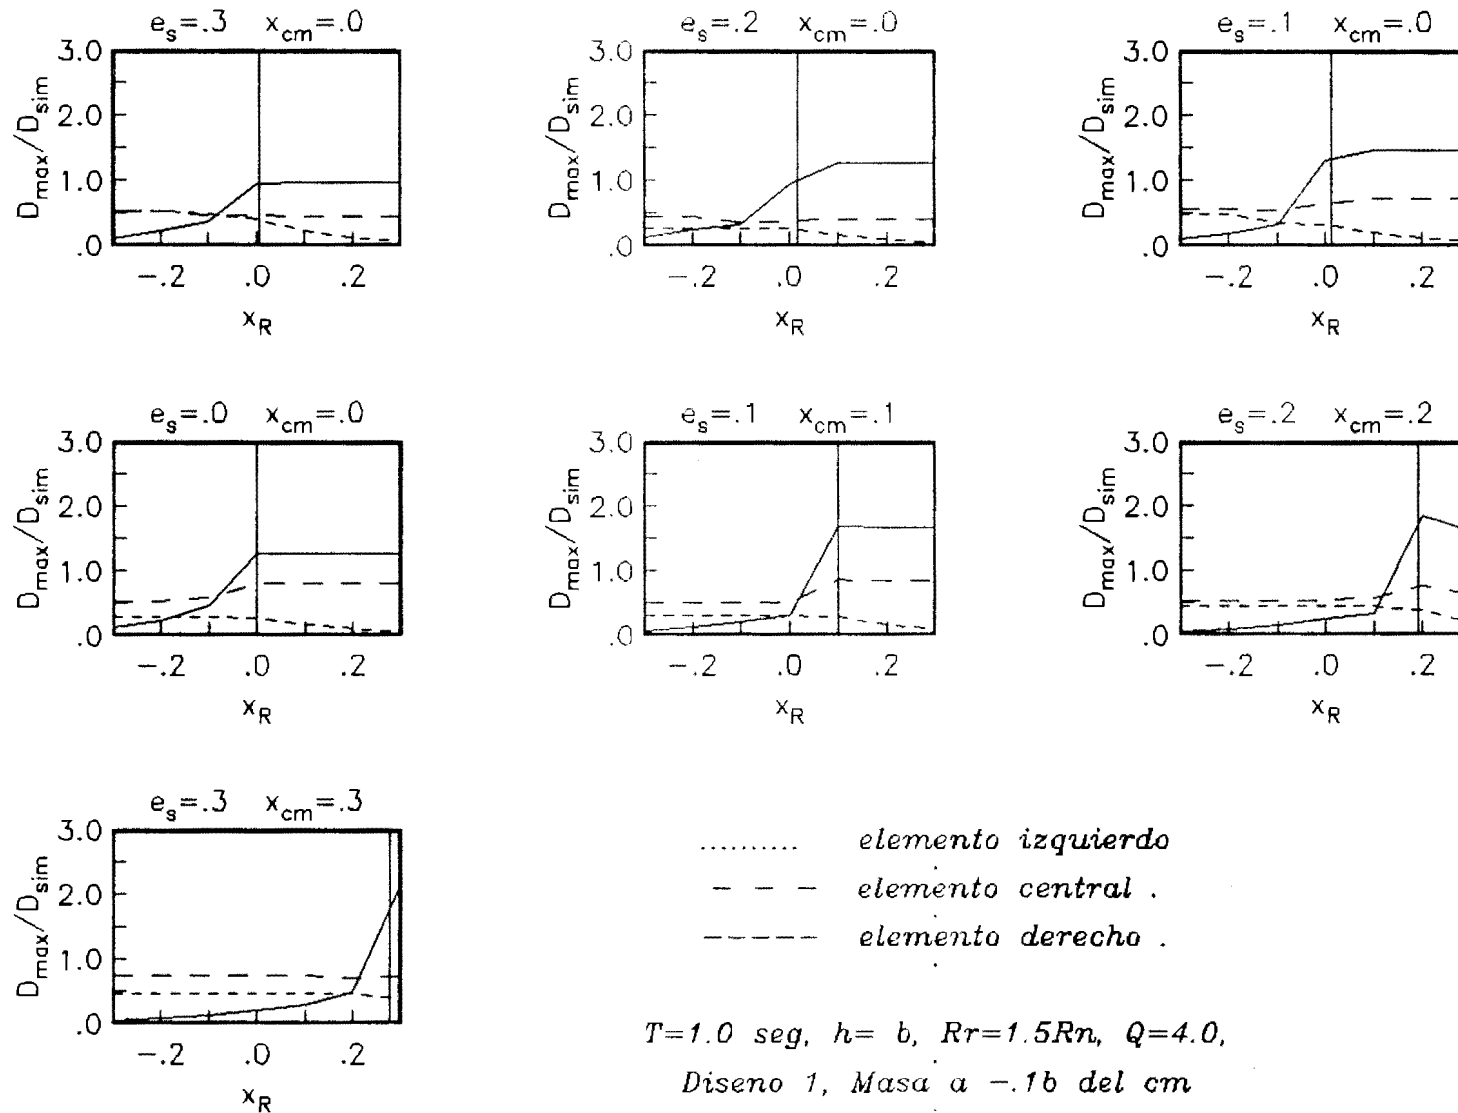 e_s=.3 x_cm=.0
3.0
2.0
1.0
.0
D_max/D_sim
-.2 .0 .2
x_R
e_s=.2 x_cm=.0
3.0
2.0
1.0
.0
D_max/D_sim
-.2 .0 .2
x_R
e_s=.1 x_cm=.0
3.0
2.0
1.0
.0
D_max/D_sim
-.2 .0 .2
x_R
e_s=.0 x_cm=.0
3.0
2.0
1.0
.0
D_max/D_sim
-.2 .0 .2
x_R
e_s=.1 x_cm=.1
3.0
2.0
1.0
.0
D_max/D_sim
-.2 .0 .2
x_R
e_s=.2 x_cm=.2
3.0
2.0
1.0
.0
D_max/D_sim
-.2 .0 .2
x_R
e_s=.3 x_cm=.3
3.0
2.0
1.0
.0
D_max/D_sim
-.2 .0 .2
x_R
elemento izquierdo
elemento central .
elemento derecho .
T=1.0 seg, h= b, Rr=1.5Rn, Q=4.0,
Diseno 1, Masa a -.1b del cm